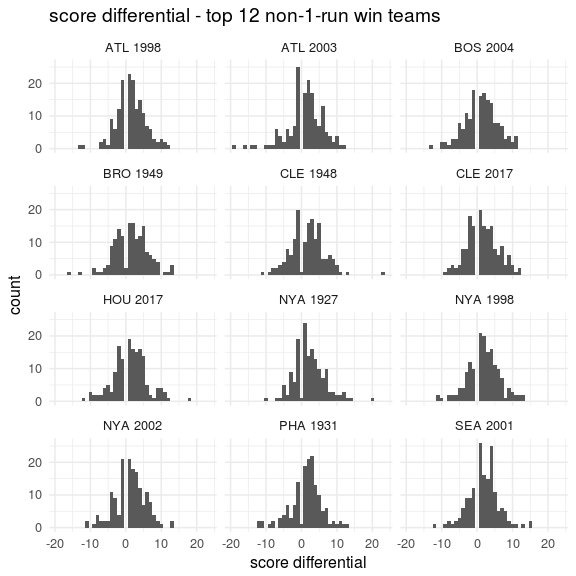 score differential - top 12 non-1-run win teams
ATL 1998 ATL 2003 BOS 2004
20
10
0
BRO 1949 CLE 1948 CLE 2017
20
10
0
count
HOU 2017 NYA 1927 NYA 1998
20
10
0
NYA 2002 PHA 1931 SEA 2001
20
10
0
-20 -10 0 10 20 -20 -10 0 10 20 -20 -10 0 10 20
score differential